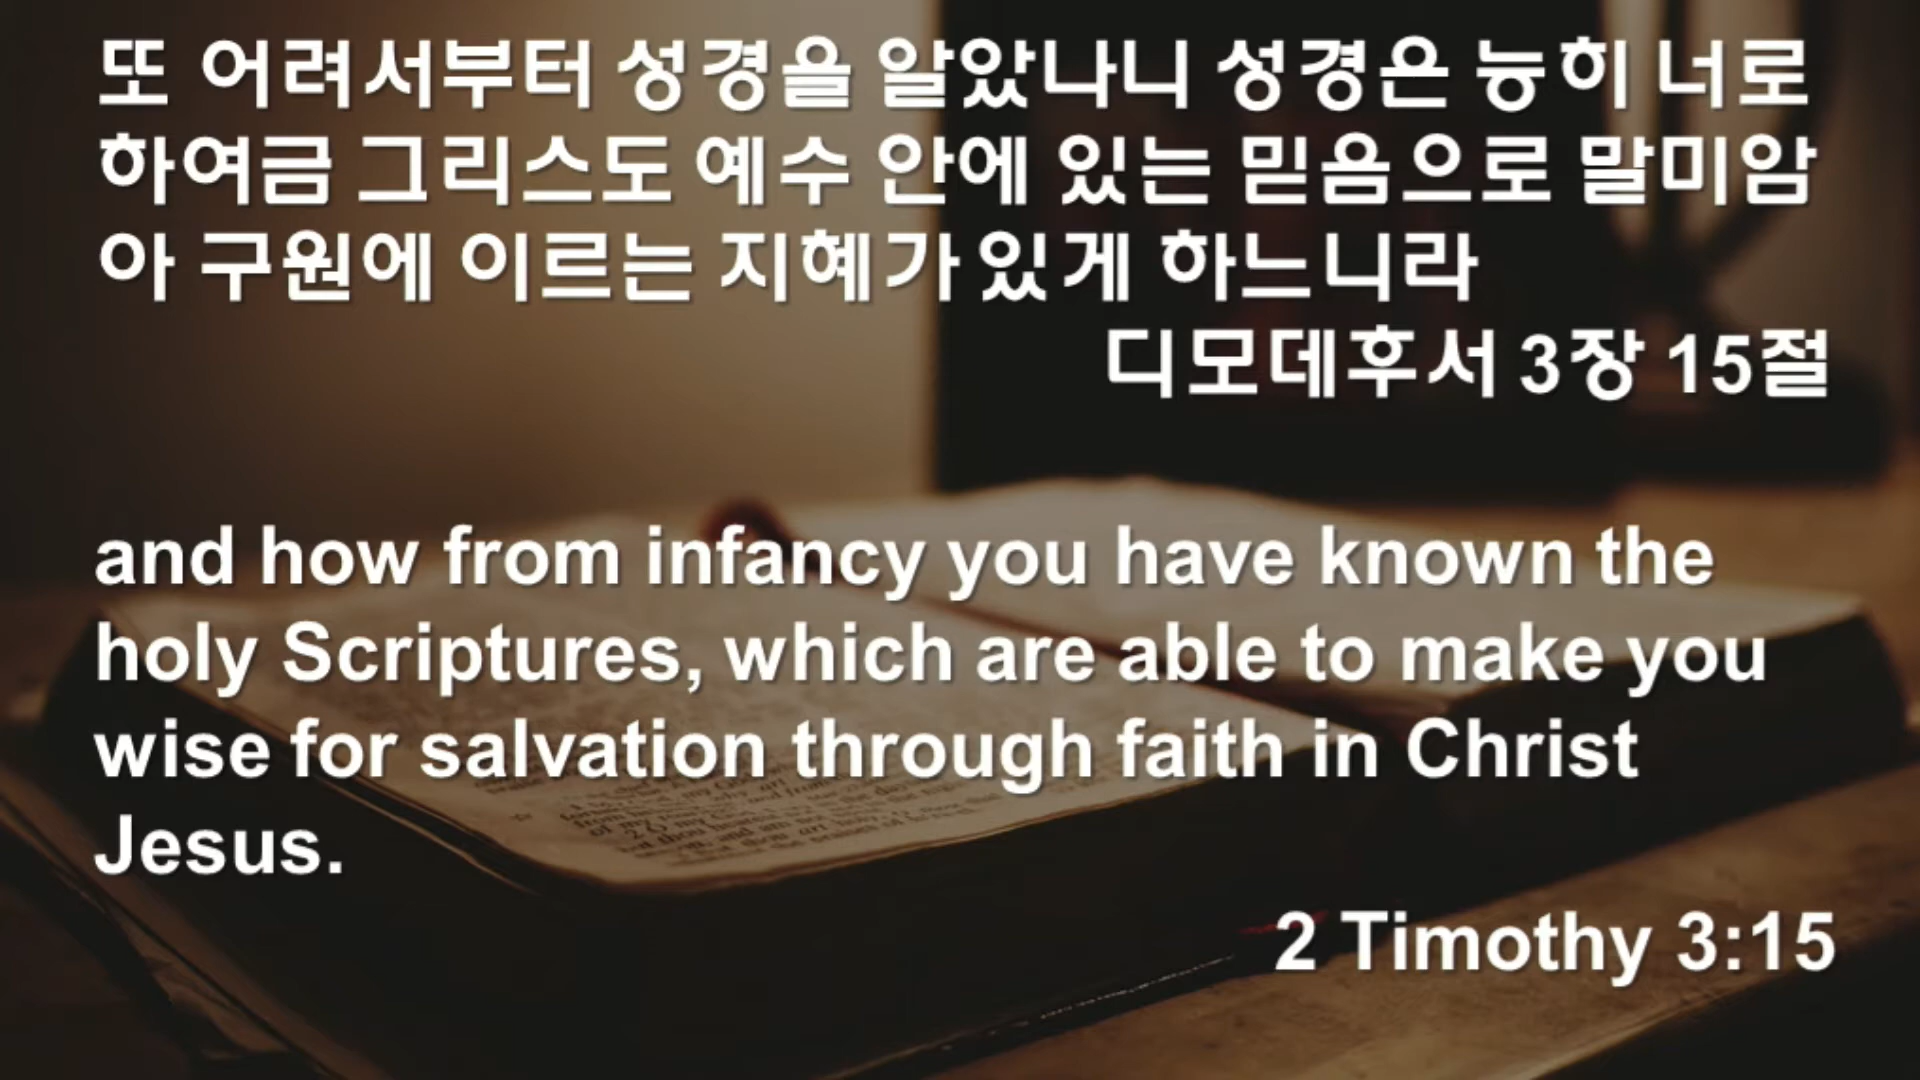 또 어려서부터 성경을 알았나니 성경은 능히 너로
하여금 그리스도 예수 안에 있는 믿음으로 말미암
아 구원에 이르는 지혜가 있게 하느니라
디모데후서 3장 15절
and how from infancy you have known the
holy Scriptures, which are able to make you
wise for salvation through faith in Christ
Jesus.
2 Timothy 3:15